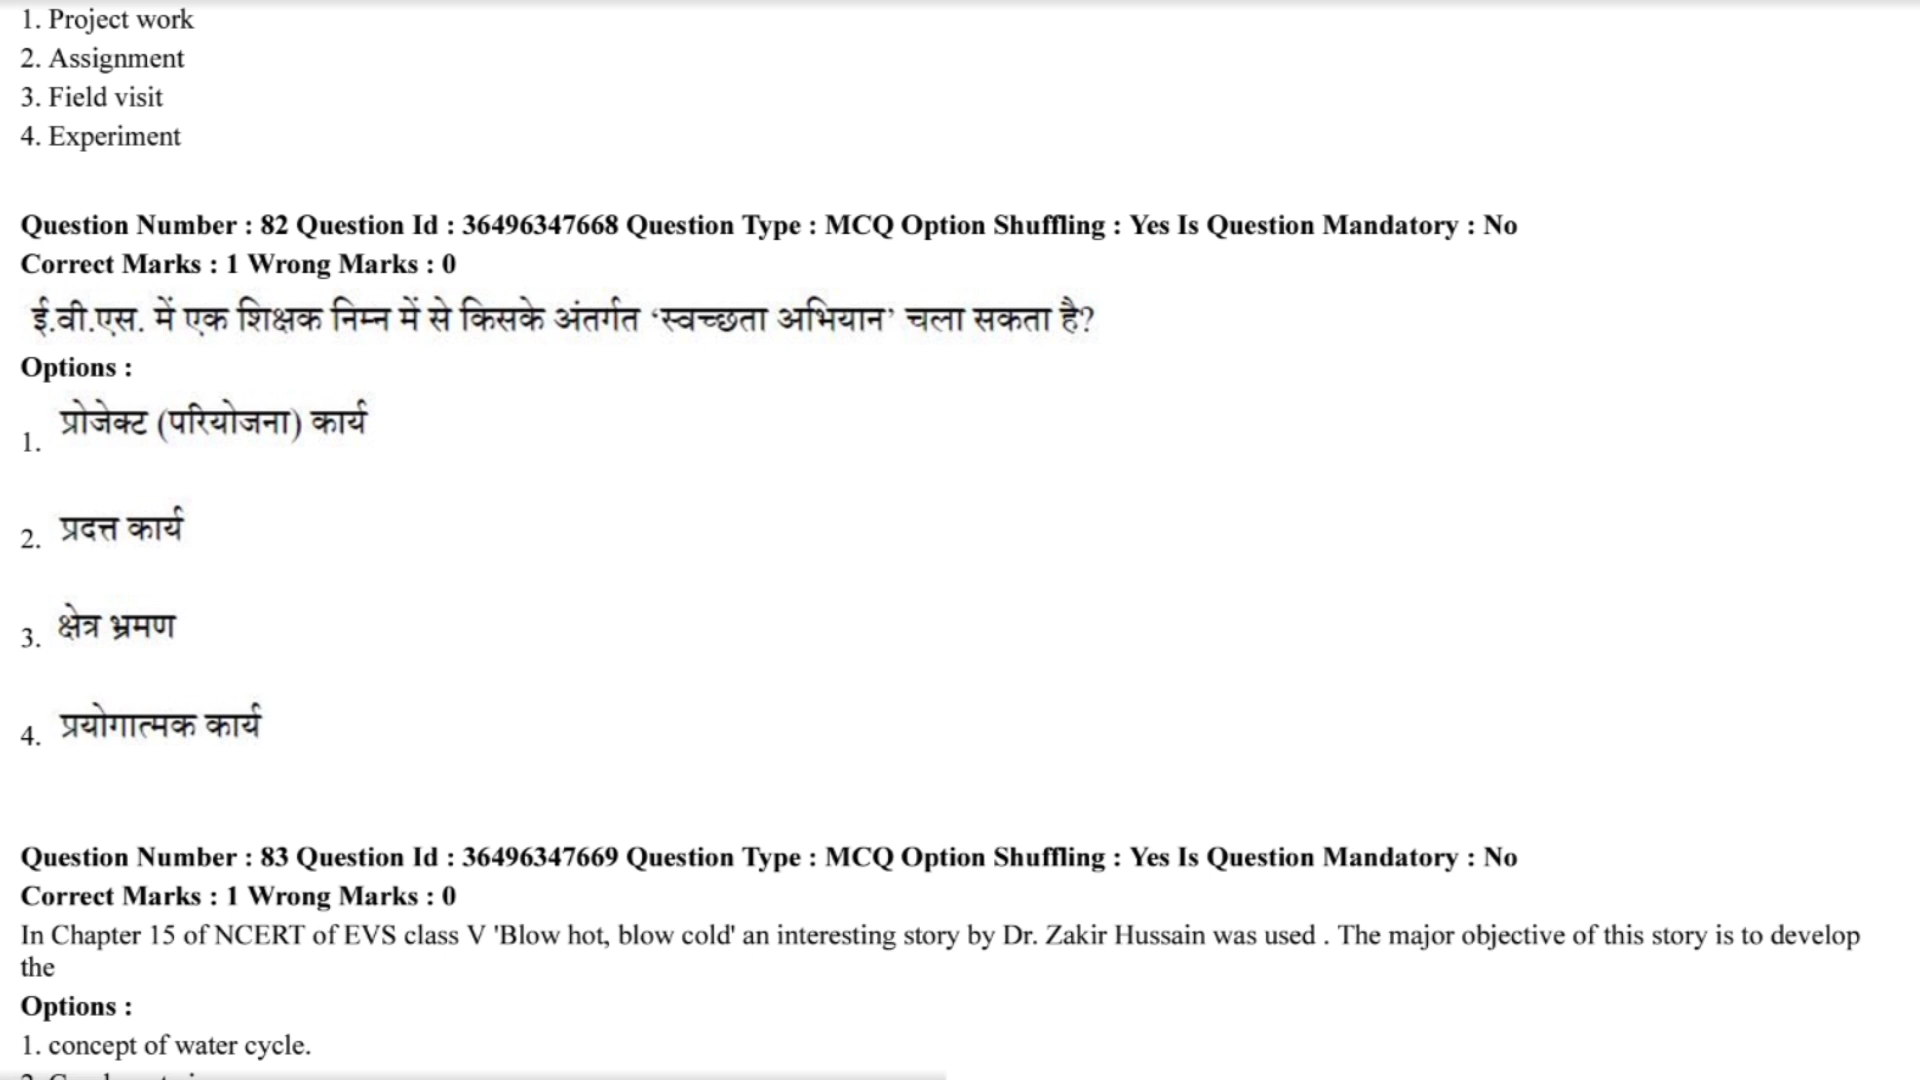 1. Project work
2. Assignment
3. Field visit
4. Experiment
Question Number : 82 Question Id : 36496347668 Question Type : MCQ Option Shuffling : Yes Is Question Mandatory : No
Correct Marks : 1 Wrong Marks : 0
ई.वी.एस. में एक शिक्षक निम्न में से किसके अंतर्गत ‘स्वच्छता अभियान’ चला सकता है?
Options :
1. प्रोजेक्ट (परियोजना) कार्य
2. प्रदत्त कार्य
3. क्षेत्र भ्रमण
4. प्रयोगात्मक कार्य
Question Number : 83 Question Id : 36496347669 Question Type : MCQ Option Shuffling : Yes Is Question Mandatory : No
Correct Marks : 1 Wrong Marks : 0
In Chapter 15 of NCERT of EVS class V 'Blow hot, blow cold' an interesting story by Dr. Zakir Hussain was used . The major objective of this story is to develop
the
Options :
1. concept of water cycle.